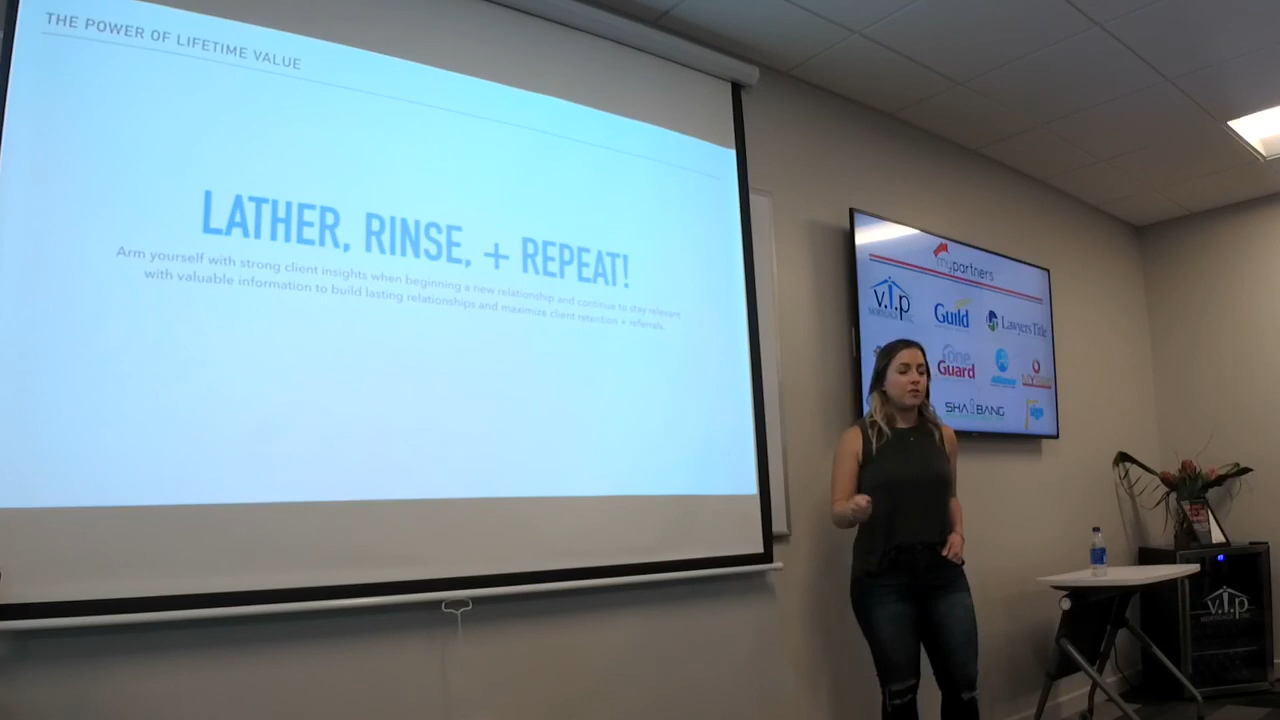 THE POWER OF LIFETIME VALUE
LATHER, RINSE, + REPEAT!
Arm yourself with strong client insights when beginning a new relationship and continue to stay relevant
with valuable information to build lasting relationships and maximize client retention + referrals.
mypartners
v.i.p
MORTGAGE
Guild
Lawyers Title
one
Guard
SHA BANG
v.i.p
MORTGAGE